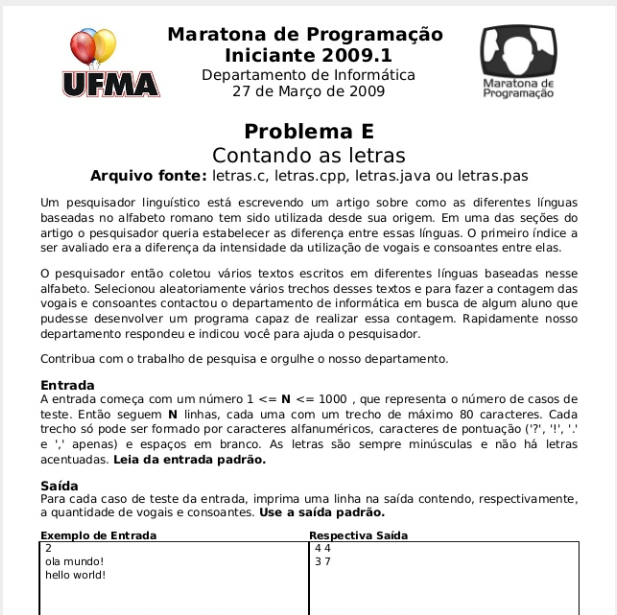 Maratona de Programação
Iniciante 2009.1
Departamento de Informática
27 de Março de 2009
UFMA
Maratona de
Programação
Problema E
Contando as letras
Arquivo fonte: letras.c, letras.cpp, letras.java ou letras.pas
Um pesquisador linguístico está escrevendo um artigo sobre como as diferentes línguas
baseadas no alfabeto romano tem sido utilizada desde sua origem. Em uma das seções do
artigo o pesquisador queria estabelecer as diferença entre essas línguas. O primeiro índice a
ser avaliado era a diferença da intensidade da utilização de vogais e consoantes entre elas.
O pesquisador então coletou vários textos escritos em diferentes línguas baseadas nesse
alfabeto. Selecionou aleatoriamente vários trechos desses textos e para fazer a contagem das
vogais e consoantes contactou o departamento de informática em busca de algum aluno que
pudesse desenvolver um programa capaz de realizar essa contagem. Rapidamente nosso
departamento respondeu e indicou você para ajuda o pesquisador.
Contribua com o trabalho de pesquisa e orgulhe o nosso departamento.
Entrada
A entrada começa com um número 1 <= N <= 1000 , que representa o número de casos de
teste. Então seguem N linhas, cada uma com um trecho de máximo 80 caracteres. Cada
trecho só pode ser formado por caracteres alfanuméricos, caracteres de pontuação ('?', '!', '.'
e ',' apenas) e espaços em branco. As letras são sempre minúsculas e não há letras
acentuadas. Leia da entrada padrão.
Saída
Para cada caso de teste da entrada, imprima uma linha na saída contendo, respectivamente,
a quantidade de vogais e consoantes. Use a saída padrão.
Exemplo de Entrada
2
ola mundo!
hello world!
Respectiva Saída
4 4
3 7